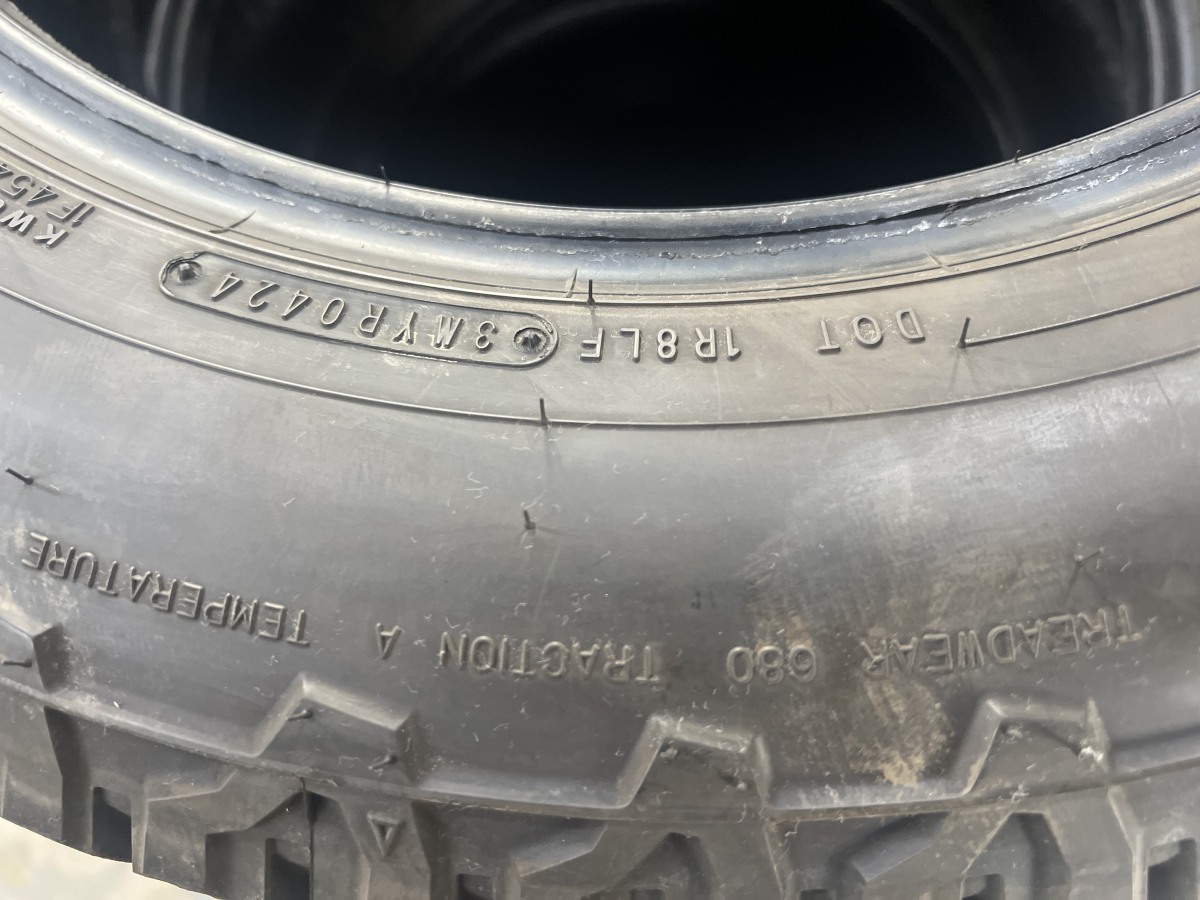 DOT 1R8LF 3MYR0424
TREADWEAR 680 TRACTION A TEMPERATURE